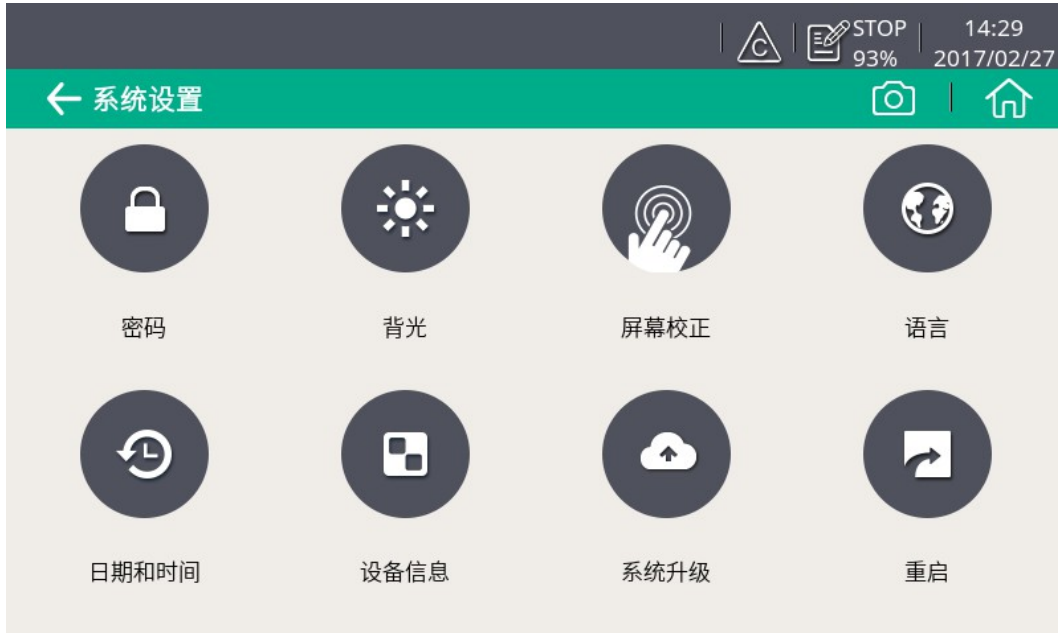 C
STOP 14:29
93% 2017/02/27
系统设置
密码 背光 屏幕校正 语言
日期和时间 设备信息 系统升级 重启